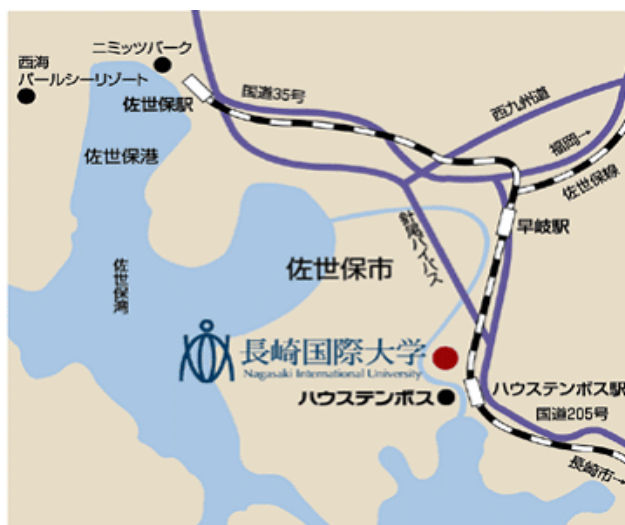 ニミッツパーク
西海
パールシーリゾート
佐世保駅
国道35号
西九州道
福岡→
佐世保線
佐世保港
早岐駅
針尾バイパス
佐世保市
佐世保湾
長崎国際大学
Nagasaki International University
ハウステンボス
ハウステンボス駅
国道205号
長崎市→